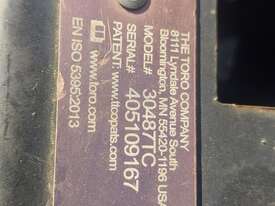 THE TORO COMPANY
8111 Lyndale Avenue South
Bloomington, MN 55420-1196 USA
MODEL# 30487TC
SERIAL# 405109167
PATENT: www.ttcopats.com
www.toro.com
EN ISO 5395:2013